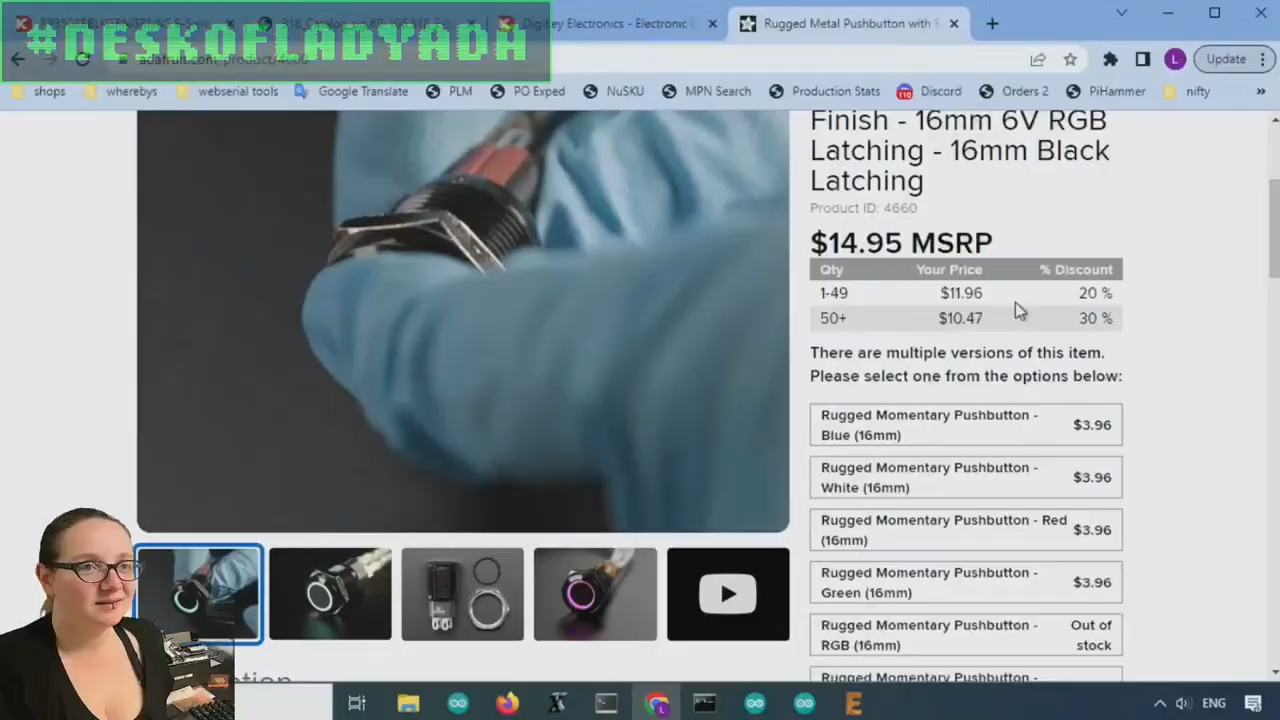 #DESKOFLADYADA
DigiKey Electronics - Electronic
Rugged Metal Pushbutton with
Update
shops
wherebys
webserial tools
Google Translate
PLM
PO Exped
NuSKU
MPN Search
Production Stats
Discord
Orders 2
PiHammer
nifty
»
Finish - 16mm 6V RGB
Latching - 16mm Black
Latching
Product ID: 4660
$14.95 MSRP
Qty Your Price % Discount
1-49 $11.96 20 %
50+ $10.47 30 %
There are multiple versions of this item.
Please select one from the options below:
Rugged Momentary Pushbutton -
Blue (16mm) $3.96
Rugged Momentary Pushbutton -
White (16mm) $3.96
Rugged Momentary Pushbutton - Red
(16mm) $3.96
Rugged Momentary Pushbutton -
Green (16mm) $3.96
Rugged Momentary Pushbutton - Out of
RGB (16mm) stock
Rugged Momentary Pushbutton -
ENG